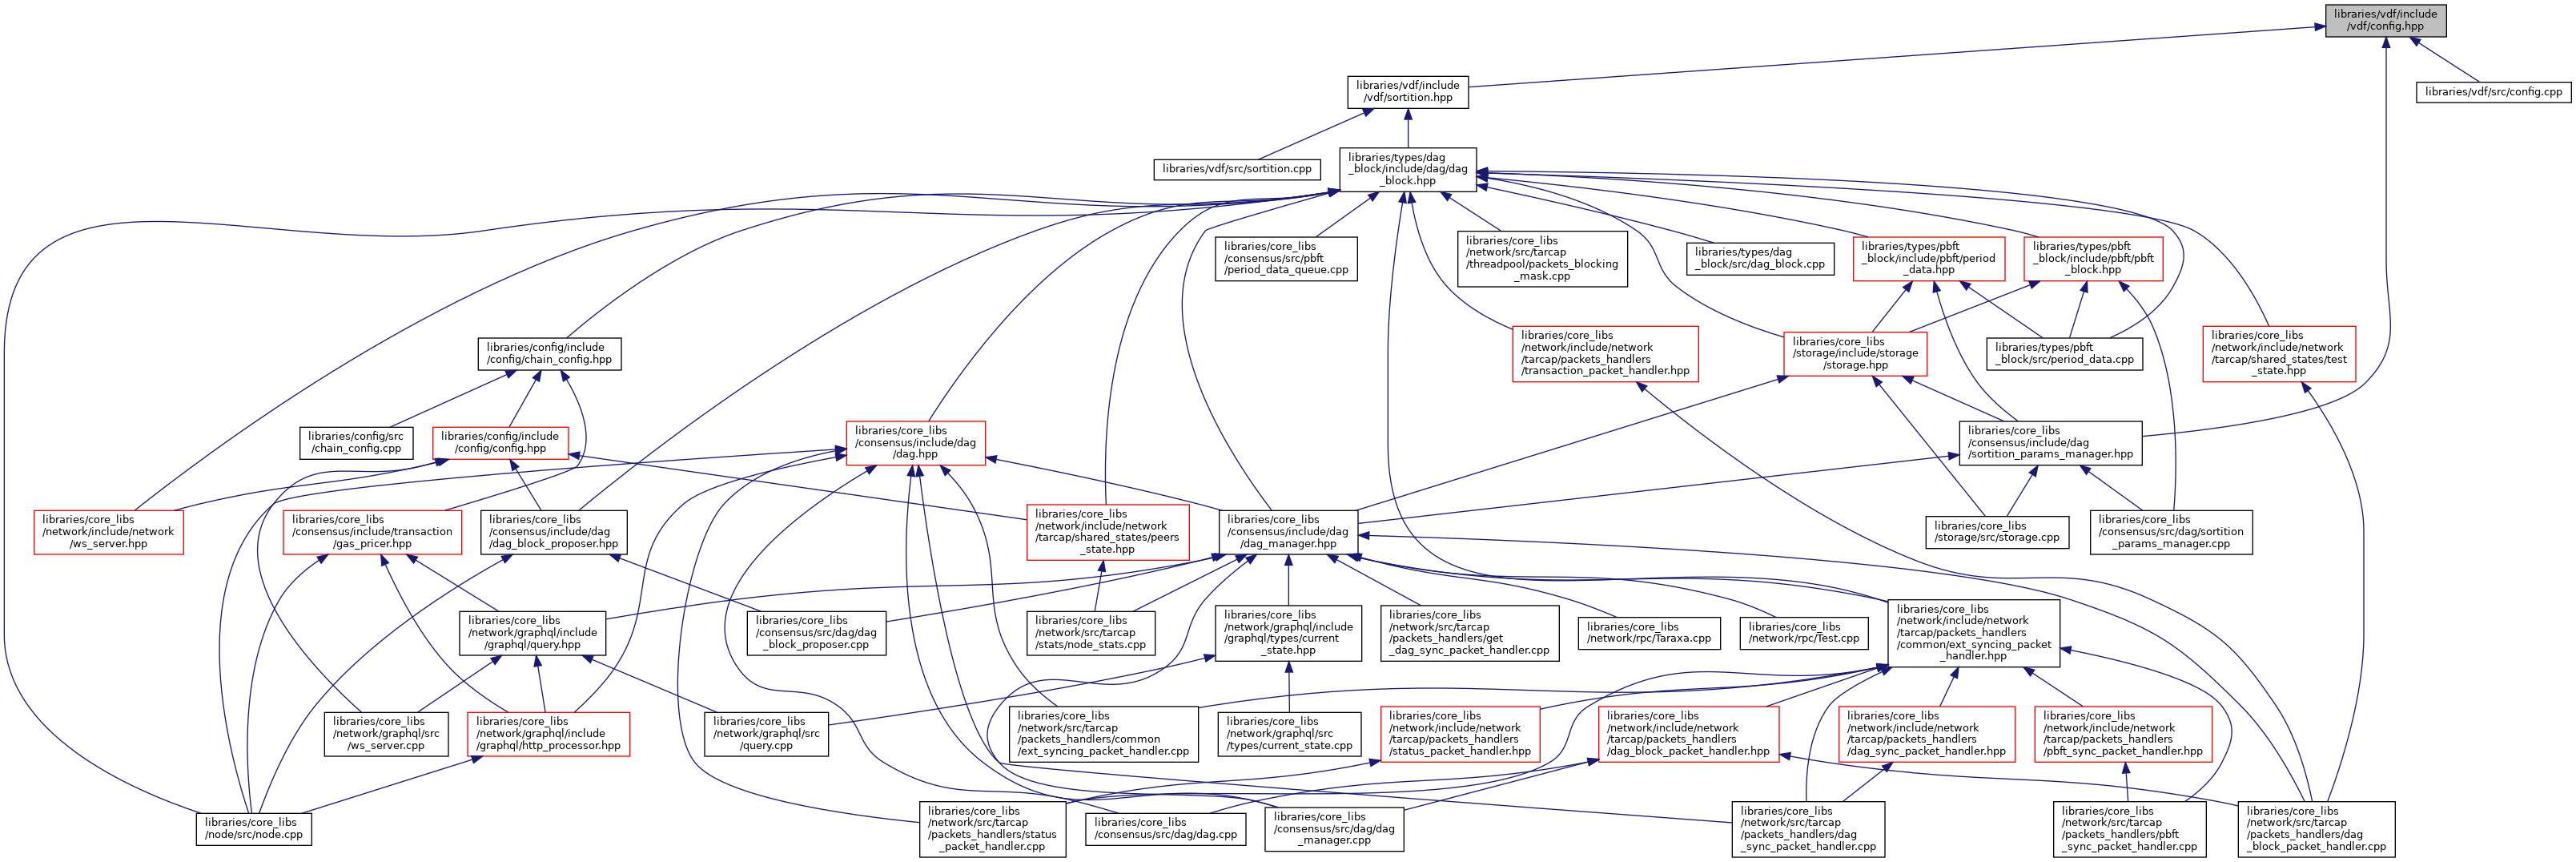 libraries/vdf/include
/vdf/config.hpp
libraries/vdf/include
/vdf/sortition.hpp
libraries/vdf/src/config.cpp
libraries/vdf/src/sortition.cpp
libraries/types/dag
_block/include/dag/dag
_block.hpp
libraries/core_libs
/consensus/src/pbft
/period_data_queue.cpp
libraries/core_libs
/network/src/tarcap
/threadpool/packets_blocking
_mask.cpp
libraries/types/dag
_block/src/dag_block.cpp
libraries/types/pbft
_block/include/pbft/period
_data.hpp
libraries/types/pbft
_block/include/pbft/pbft
_block.hpp
libraries/config/include
/config/chain_config.hpp
libraries/core_libs
/network/include/network
/tarcap/packets_handlers
/transaction_packet_handler.hpp
libraries/core_libs
/storage/include/storage
/storage.hpp
libraries/types/pbft
_block/src/period_data.cpp
libraries/core_libs
/network/include/network
/tarcap/shared_states/test
_state.hpp
libraries/config/src
/chain_config.cpp
libraries/config/include
/config/config.hpp
libraries/core_libs
/consensus/include/dag
/dag.hpp
libraries/core_libs
/consensus/include/dag
/sortition_params_manager.hpp
libraries/core_libs
/network/include/network
/ws_server.hpp
libraries/core_libs
/consensus/include/transaction
/gas_pricer.hpp
libraries/core_libs
/consensus/include/dag
/dag_block_proposer.hpp
libraries/core_libs
/network/include/network
/tarcap/shared_states/peers
_state.hpp
libraries/core_libs
/consensus/include/dag
/dag_manager.hpp
libraries/core_libs
/storage/src/storage.cpp
libraries/core_libs
/consensus/src/dag/sortition
_params_manager.cpp
libraries/core_libs
/network/graphql/include
/graphql/query.hpp
libraries/core_libs
/consensus/src/dag/dag
_block_proposer.cpp
libraries/core_libs
/network/src/tarcap
/stats/node_stats.cpp
libraries/core_libs
/network/graphql/include
/graphql/types/current
_state.hpp
libraries/core_libs
/network/src/tarcap
/packets_handlers/get
_dag_sync_packet_handler.cpp
libraries/core_libs
/network/rpc/Taraxa.cpp
libraries/core_libs
/network/rpc/Test.cpp
libraries/core_libs
/network/include/network
/tarcap/packets_handlers
/common/ext_syncing_packet
_handler.hpp
libraries/core_libs
/network/graphql/src
/ws_server.cpp
libraries/core_libs
/network/graphql/include
/graphql/http_processor.hpp
libraries/core_libs
/network/graphql/src
/query.cpp
libraries/core_libs
/network/src/tarcap
/packets_handlers/common
/ext_syncing_packet_handler.cpp
libraries/core_libs
/network/graphql/src
/types/current_state.cpp
libraries/core_libs
/network/include/network
/tarcap/packets_handlers
/status_packet_handler.hpp
libraries/core_libs
/network/include/network
/tarcap/packets_handlers
/dag_block_packet_handler.hpp
libraries/core_libs
/network/include/network
/tarcap/packets_handlers
/dag_sync_packet_handler.hpp
libraries/core_libs
/network/include/network
/tarcap/packets_handlers
/pbft_sync_packet_handler.hpp
libraries/core_libs
/node/src/node.cpp
libraries/core_libs
/network/src/tarcap
/packets_handlers/status
_packet_handler.cpp
libraries/core_libs
/consensus/src/dag/dag.cpp
libraries/core_libs
/consensus/src/dag/dag
_manager.cpp
libraries/core_libs
/network/src/tarcap
/packets_handlers/dag
_sync_packet_handler.cpp
libraries/core_libs
/network/src/tarcap
/packets_handlers/pbft
_sync_packet_handler.cpp
libraries/core_libs
/network/src/tarcap
/packets_handlers/dag
_block_packet_handler.cpp